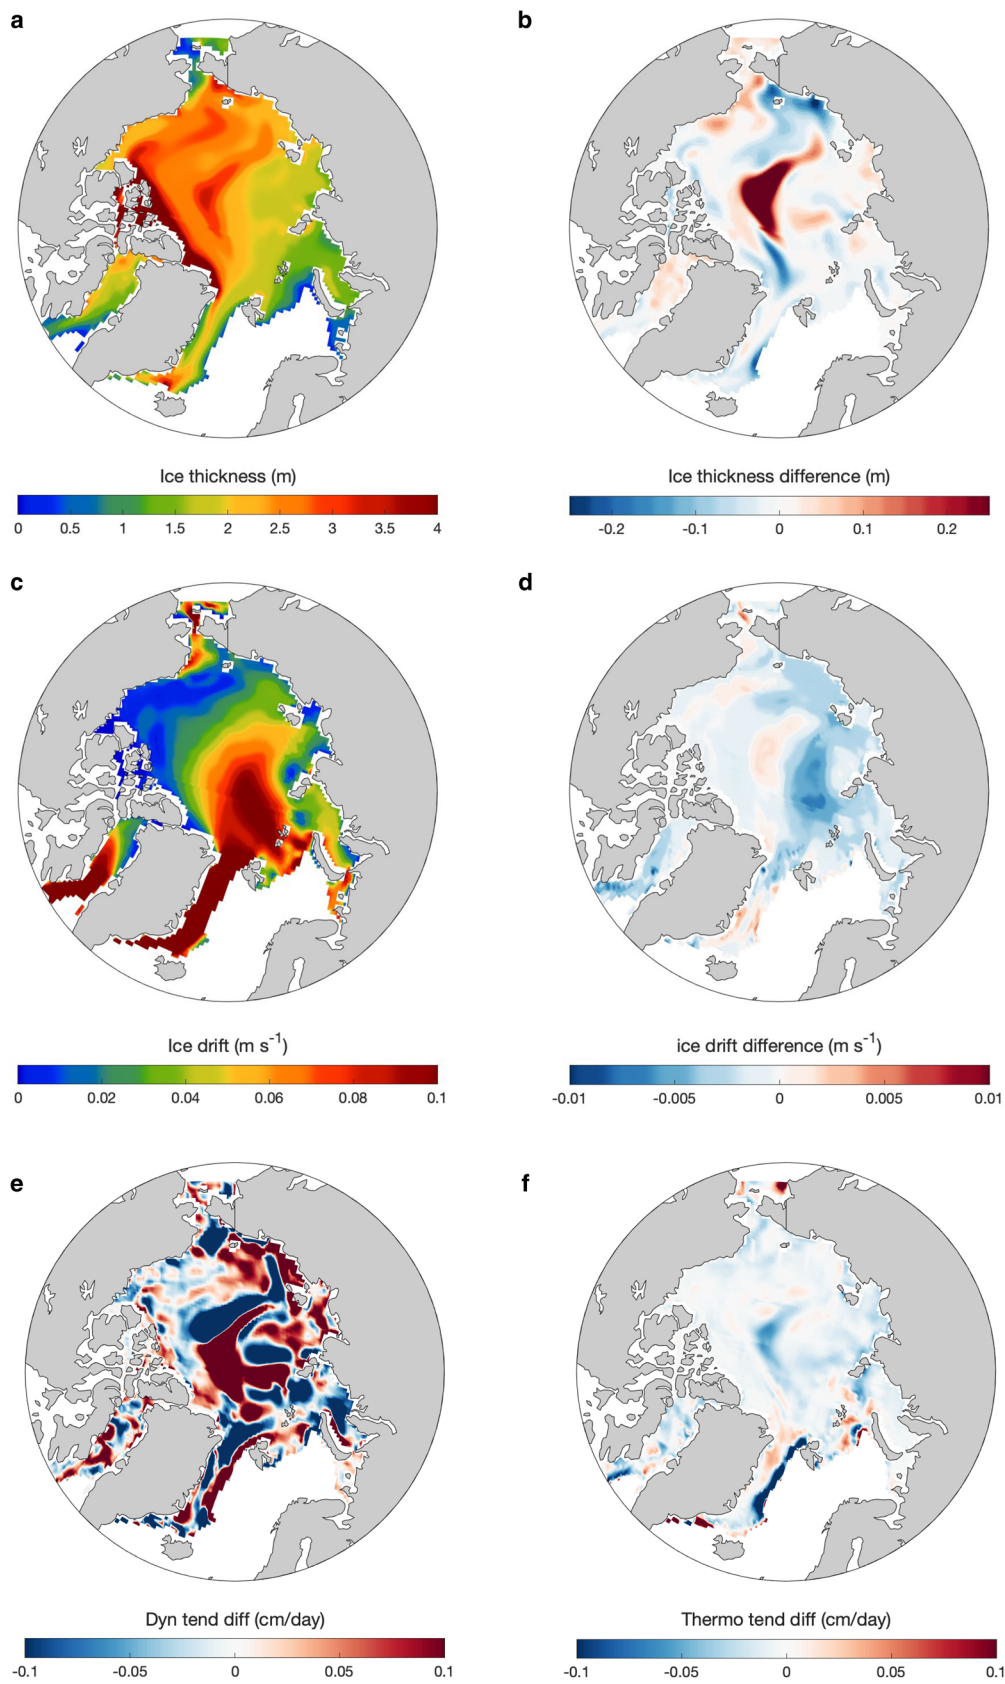 a
b
Ice thickness (m)
0 0.5 1 1.5 2 2.5 3 3.5 4
Ice thickness difference (m)
-0.2 -0.1 0 0.1 0.2
c
d
Ice drift (m s-1)
0 0.02 0.04 0.06 0.08 0.1
ice drift difference (m s-1)
-0.01 -0.005 0 0.005 0.01
e
f
Dyn tend diff (cm/day)
-0.1 -0.05 0 0.05 0.1
Thermo tend diff (cm/day)
-0.1 -0.05 0 0.05 0.1